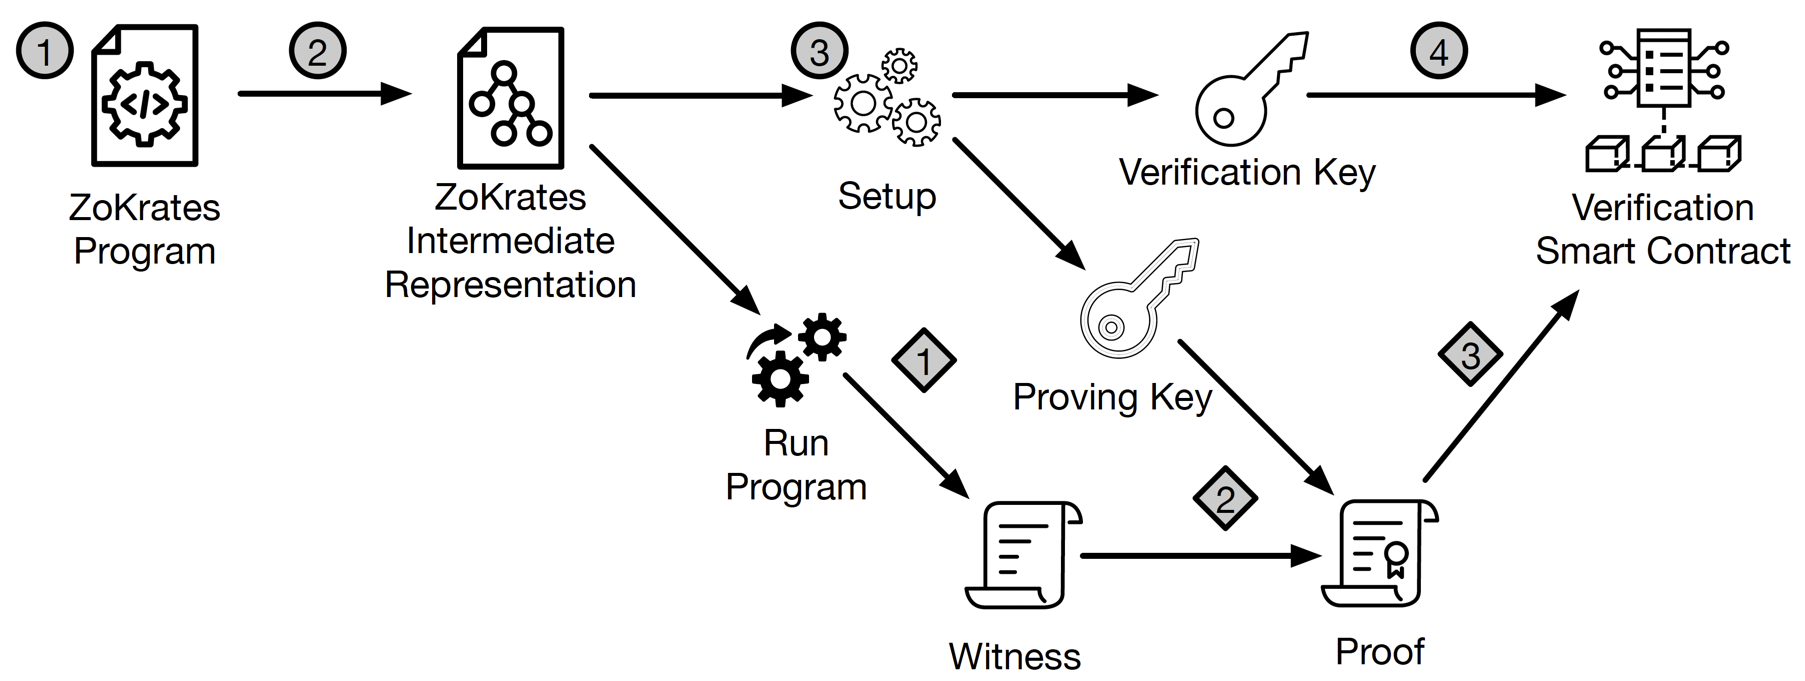 1
2
3
4
ZoKrates
Program
ZoKrates
Intermediate
Representation
Setup
Verification Key
Verification
Smart Contract
Proving Key
Run
Program
1
2
3
Witness
Proof